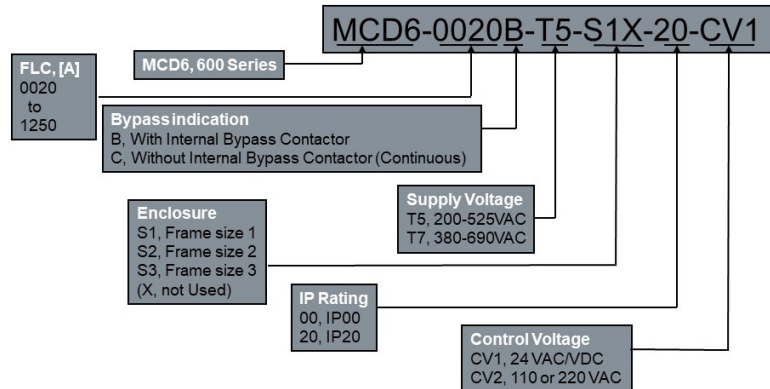 MCD6-0020B-T5-S1X-20-CV1
MCD6, 600 Series
FLC, [A]
0020
to
1250
Bypass indication
B, With Internal Bypass Contactor
C, Without Internal Bypass Contactor (Continuous)
Supply Voltage
T5, 200-525VAC
T7, 380-690VAC
Enclosure
S1, Frame size 1
S2, Frame size 2
S3, Frame size 3
(X, not Used)
IP Rating
00, IP00
20, IP20
Control Voltage
CV1, 24 VAC/VDC
CV2, 110 or 220 VAC